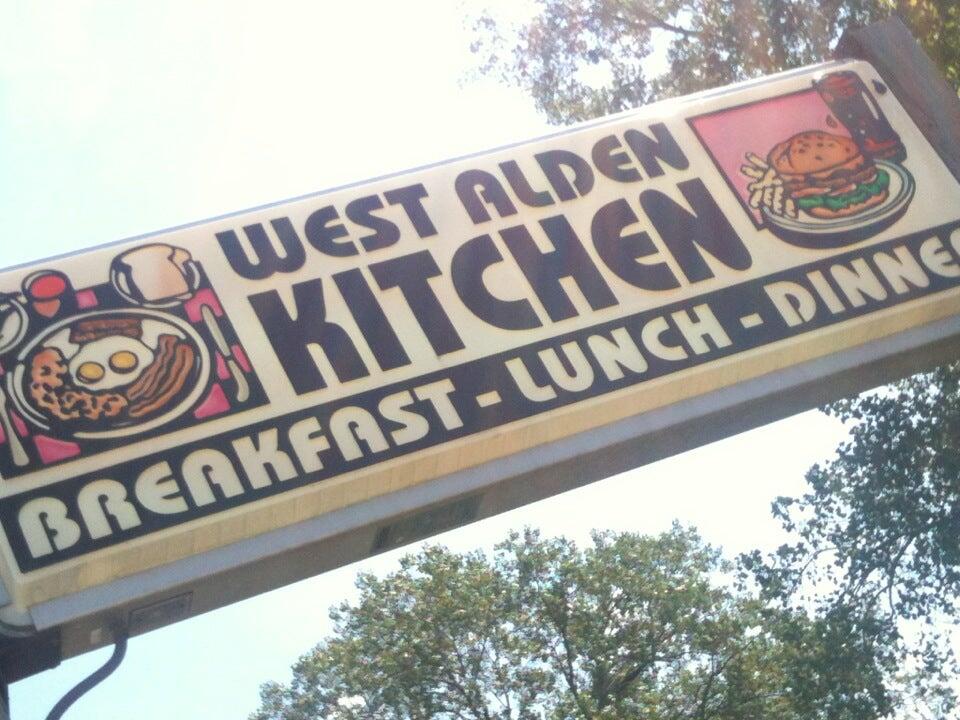 WEST ALDEN
KITCHEN
BREAKFAST - LUNCH - DINNE